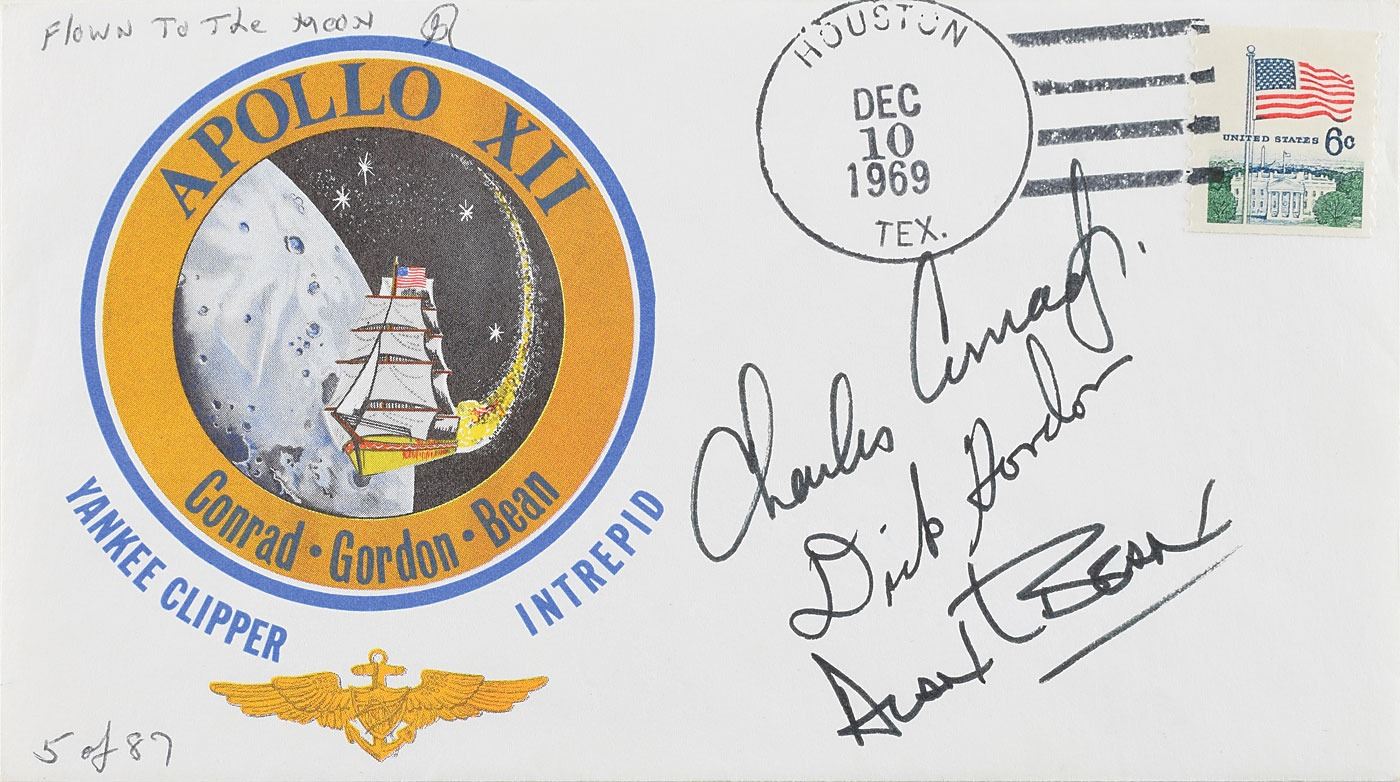 Flown To The Moon
APOLLO XII
Conrad · Gordon · Bean
YANKEE CLIPPER
INTREPID
5 of 87
HOUSTON
DEC
10
1969
TEX.
UNITED STATES 6c
Charles Conrad Jr.
Dick Gordon
Alan L Bean